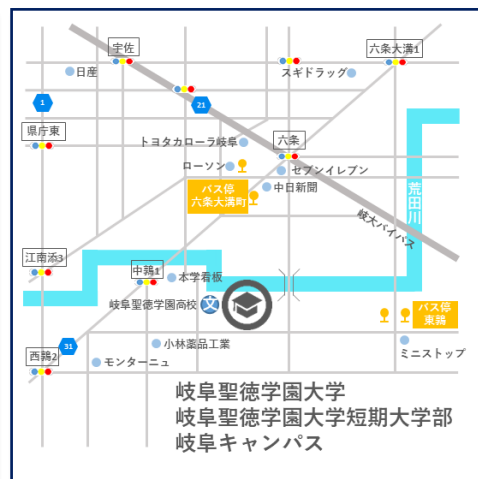 宇佐
六条大溝1
日産
スギドラッグ
1
21
県庁東
トヨタカローラ岐阜
六条
ローソン
セブンイレブン
バス停
六条大溝町
中日新聞
荒田川
岐大バイパス
江南添3
中鶉1
本学看板
岐阜聖徳学園高校
文
バス停
東鶉
31
小林薬品工業
西鶉2
モンターニュ
ミニストップ
岐阜聖徳学園大学
岐阜聖徳学園大学短期大学部
岐阜キャンパス